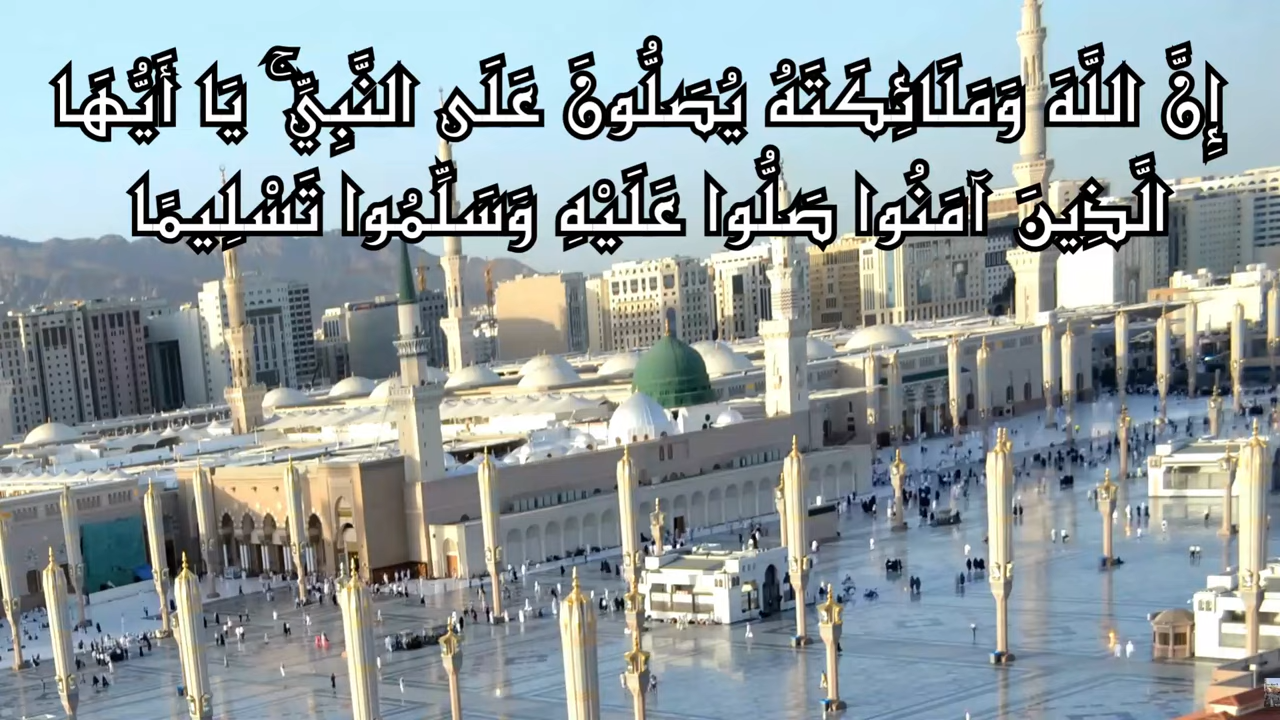 إِنَّ اللَّهَ وَمَلَائِكَتَهُ يُصَلُّونَ عَلَى النَّبِيِّ ۚ يَا أَيُّهَا
الَّذِينَ آمَنُوا صَلُّوا عَلَيْهِ وَسَلِّمُوا تَسْلِيمًا